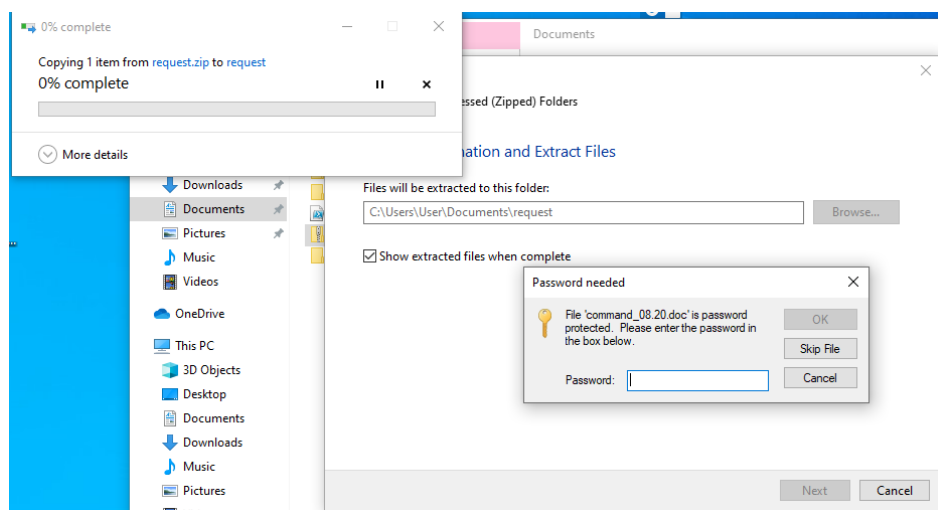 0% complete
Documents
Copying 1 item from request.zip to request
0% complete
essed (Zipped) Folders
More details
ation and Extract Files
Downloads
Documents
Pictures
Music
Videos
OneDrive
This PC
3D Objects
Desktop
Documents
Downloads
Music
Pictures
Files will be extracted to this folder:
C:\Users\User\Documents\request
Browse...
Show extracted files when complete
Password needed
File 'command_08.20.doc' is password
protected. Please enter the password in
the box below.
Password:
OK
Skip File
Cancel
Next
Cancel